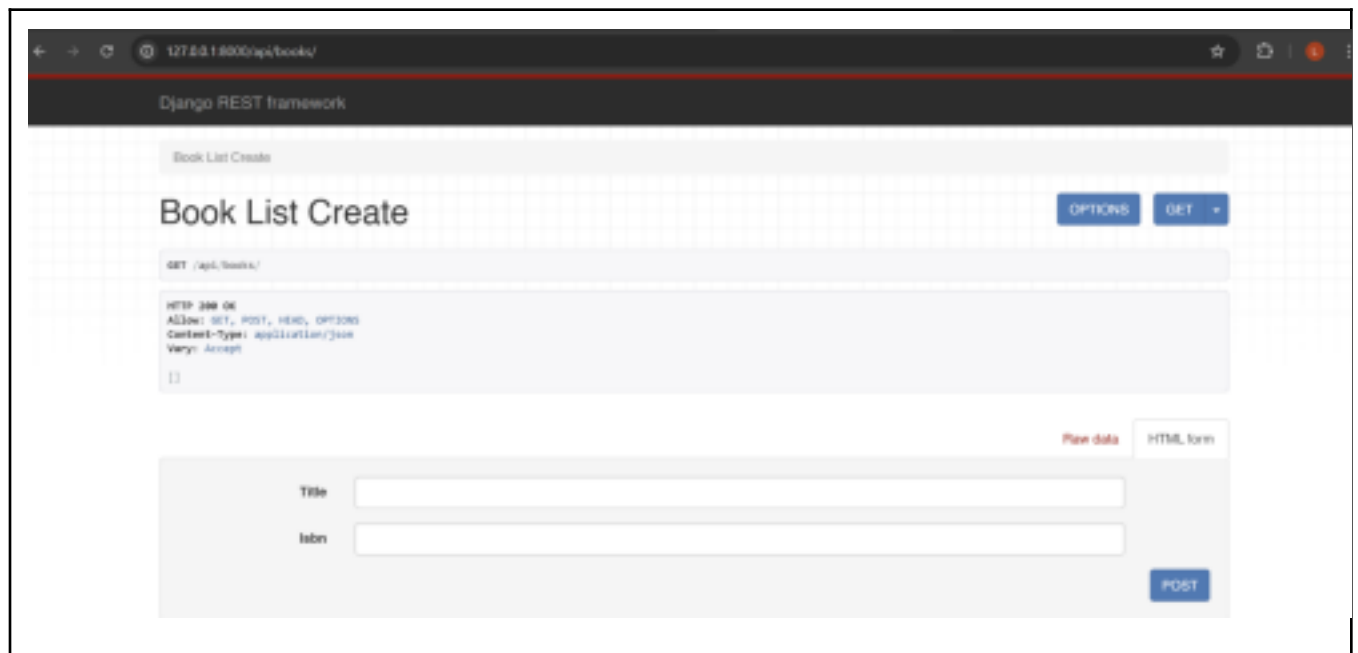 127.0.0.1:8000/api/books/
Django REST framework
Book List Create
Book List Create
OPTIONS
GET
GET /api/books/
HTTP 200 OK
Allow: GET, POST, HEAD, OPTIONS
Content-Type: application/json
Vary: Accept
[]
Raw data
HTML form
Title
Isbn
POST